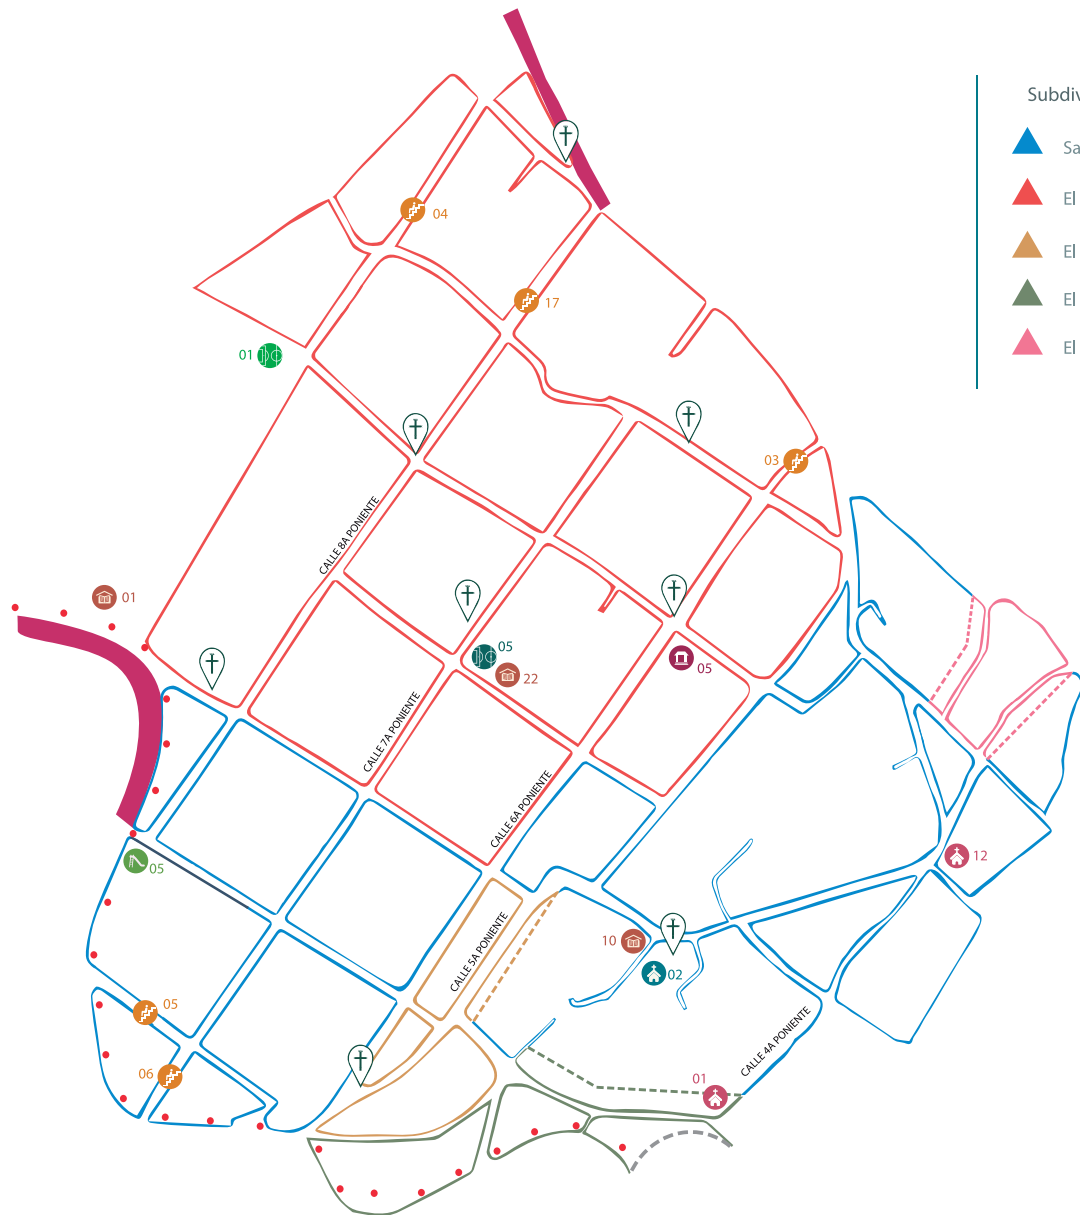 Subdiv
Sa
El
El
El
El
04
17
01
03
CALLE 8A PONIENTE
01
05
22
05
CALLE 7A PONIENTE
CALLE 6A PONIENTE
12
05
CALLE 5A PONIENTE
10
02
05
CALLE 4A PONIENTE
06
01